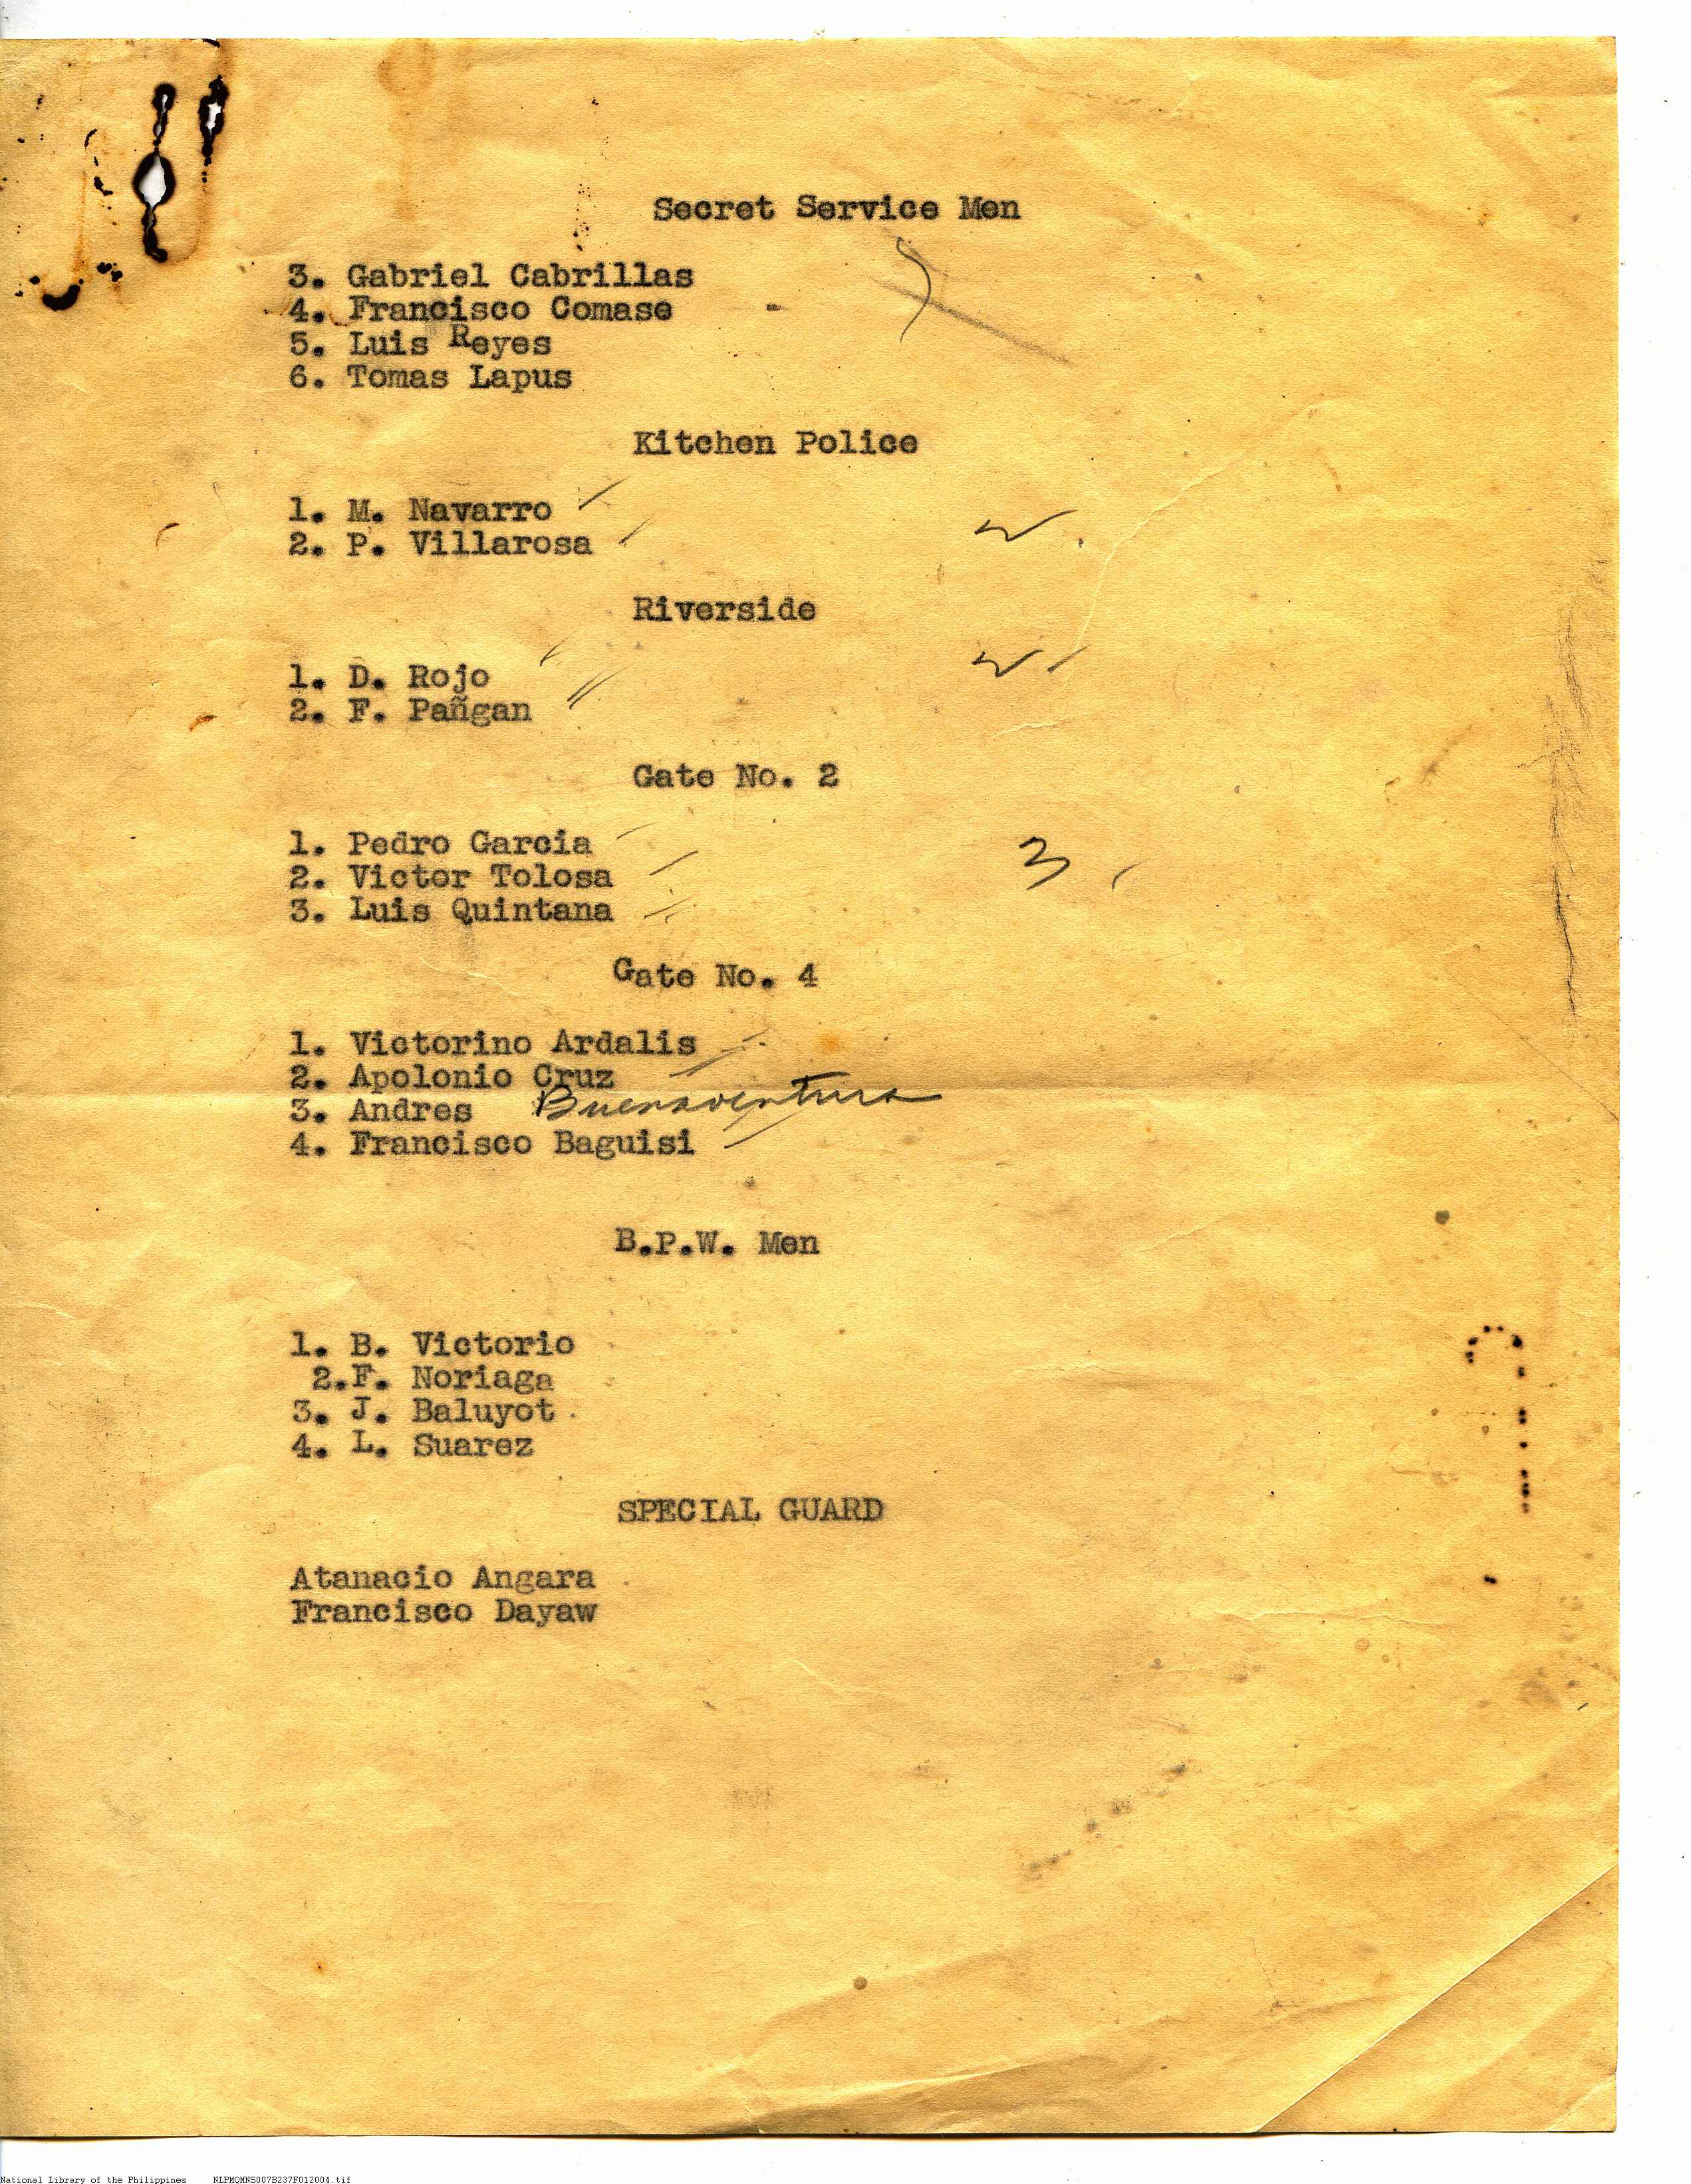 Secret Service Men
3. Gabriel Cabrillas
4. Francisco Comase
5. Luis Reyes
6. Tomas Lapus
Kitchen Police
1. M. Navarro
2. P. Villarosa
Riverside
1. D. Rojo
2. F. Pañgan
Gate No. 2
1. Pedro Garcia
2. Victor Tolosa
3. Luis Quintana
3
Gate No. 4
1. Victorino Ardalis
2. Apolonio Cruz
3. Andres Buenaventura
4. Francisco Baguisi
B.P.W. Men
1. B. Victorio
2.F. Noriaga
3. J. Baluyot
4. L. Suarez
SPECIAL GUARD
Atanacio Angara
Francisco Dayaw
National Library of the Philippines NLPMQMNS007B237F012004.tif